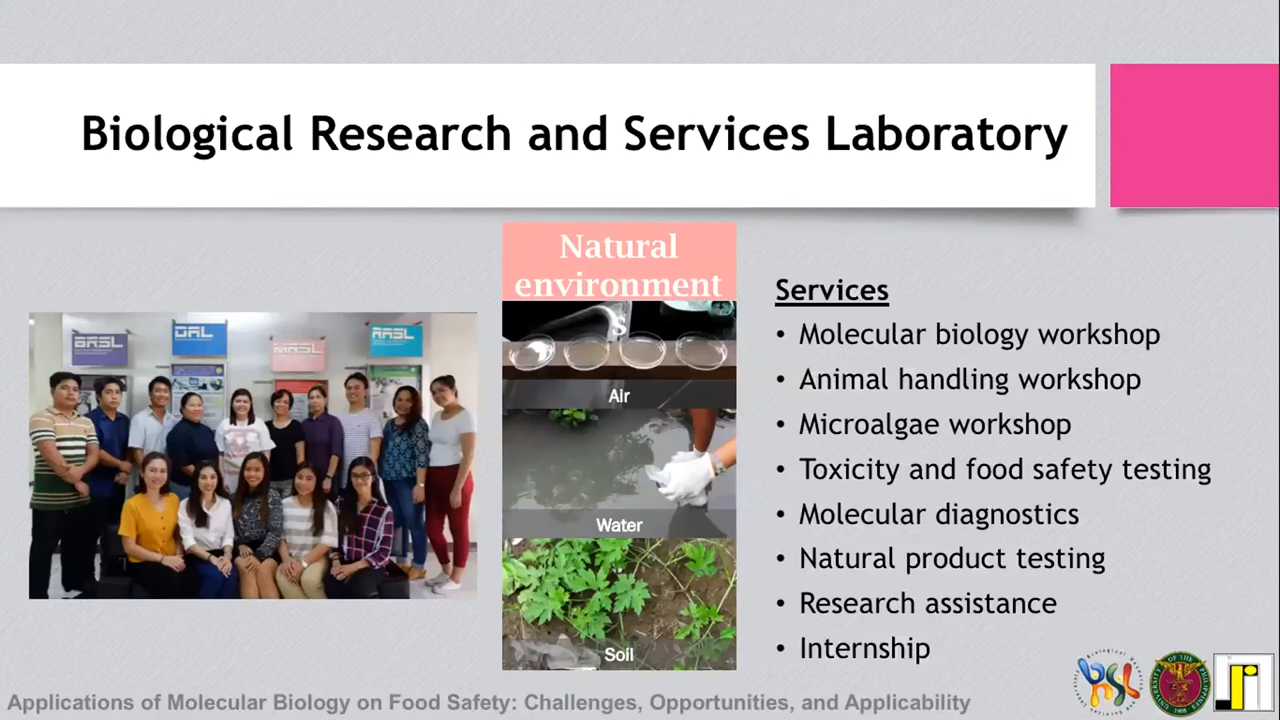 Biological Research and Services Laboratory
BRSL
DAL
RRSL
Natural
environment
Air
Water
Soil
Services
• Molecular biology workshop
• Animal handling workshop
• Microalgae workshop
• Toxicity and food safety testing
• Molecular diagnostics
• Natural product testing
• Research assistance
• Internship
Applications of Molecular Biology on Food Safety: Challenges, Opportunities, and Applicability